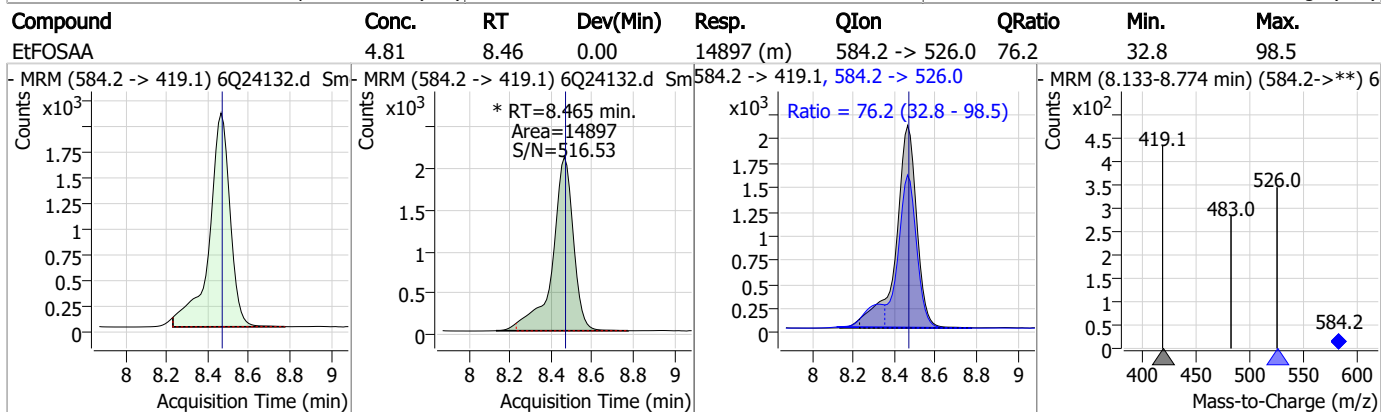 Compound Conc. RT Dev(Min) Resp. QIon QRatio Min. Max.
EtFOSAA 4.81 8.46 0.00 14897 (m) 584.2 -> 526.0 76.2 32.8 98.5
- MRM (584.2 -> 419.1) 6Q24132.d Sm
Counts
x10³
1.75
1.5
1.25
1
0.75
0.5
0.25
0
8 8.2 8.4 8.6 8.8 9
Acquisition Time (min)
- MRM (584.2 -> 419.1) 6Q24132.d Sm
Counts
x10³
* RT=8.465 min.
Area=14897
S/N=516.53
2
1.5
1
0.5
0
8 8.2 8.4 8.6 8.8 9
Acquisition Time (min)
584.2 -> 419.1, 584.2 -> 526.0
Counts
x10³
Ratio = 76.2 (32.8 - 98.5)
2
1.75
1.5
1.25
1
0.75
0.5
0.25
0
8 8.2 8.4 8.6 8.8 9
Acquisition Time (min)
- MRM (8.133-8.774 min) (584.2->**) 6
Counts
x10²
4.5
4
3.5
3
2.5
2
1.5
1
0.5
0
419.1
483.0
526.0
584.2
400 450 500 550 600
Mass-to-Charge (m/z)